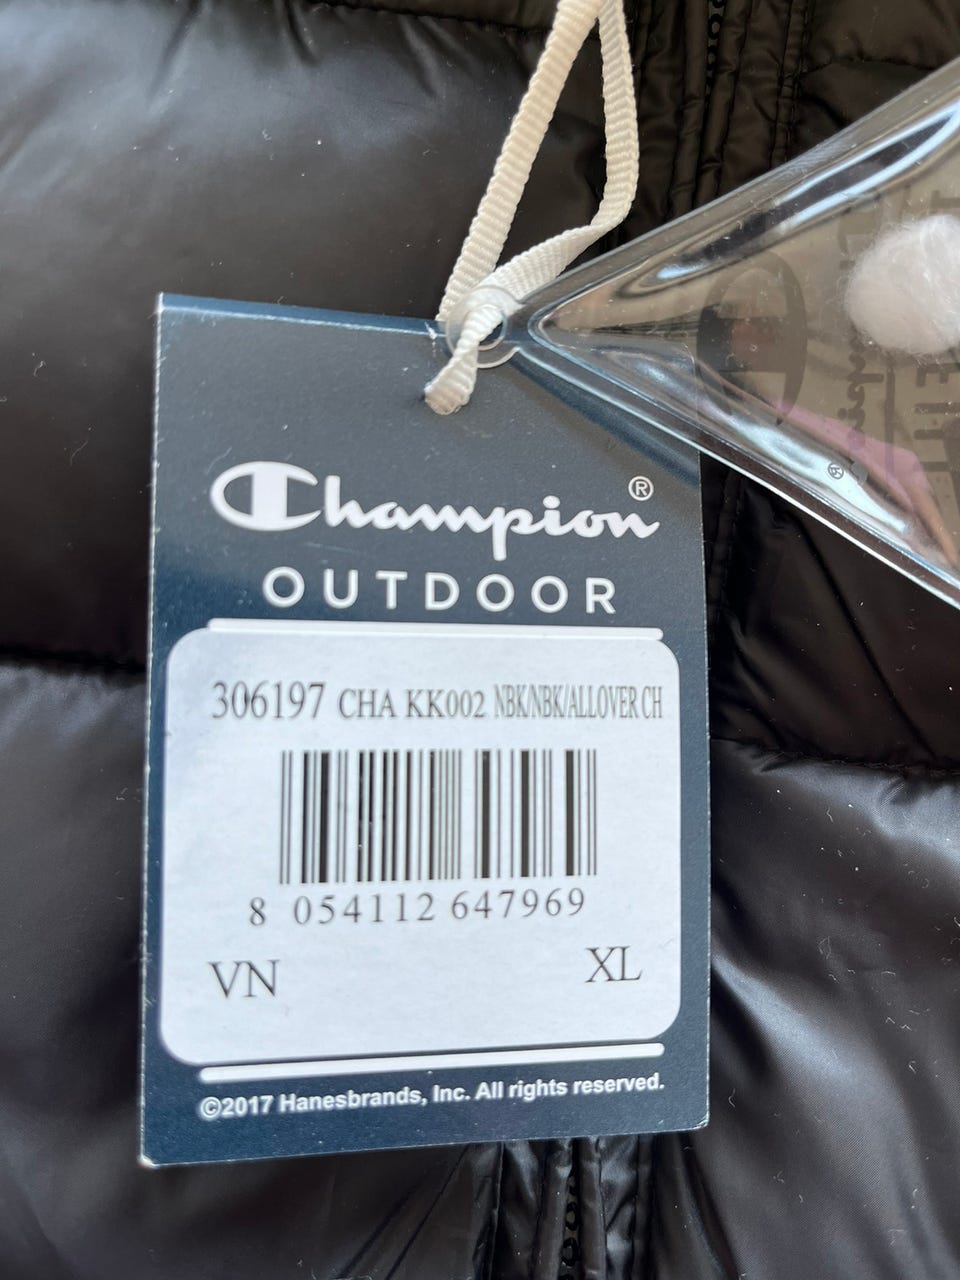 Champion®
OUTDOOR
306197 CHA KK002 NBK/NBK/ALLOVER CH
8 054112 647969
VN XL
©2017 Hanesbrands, Inc. All rights reserved.